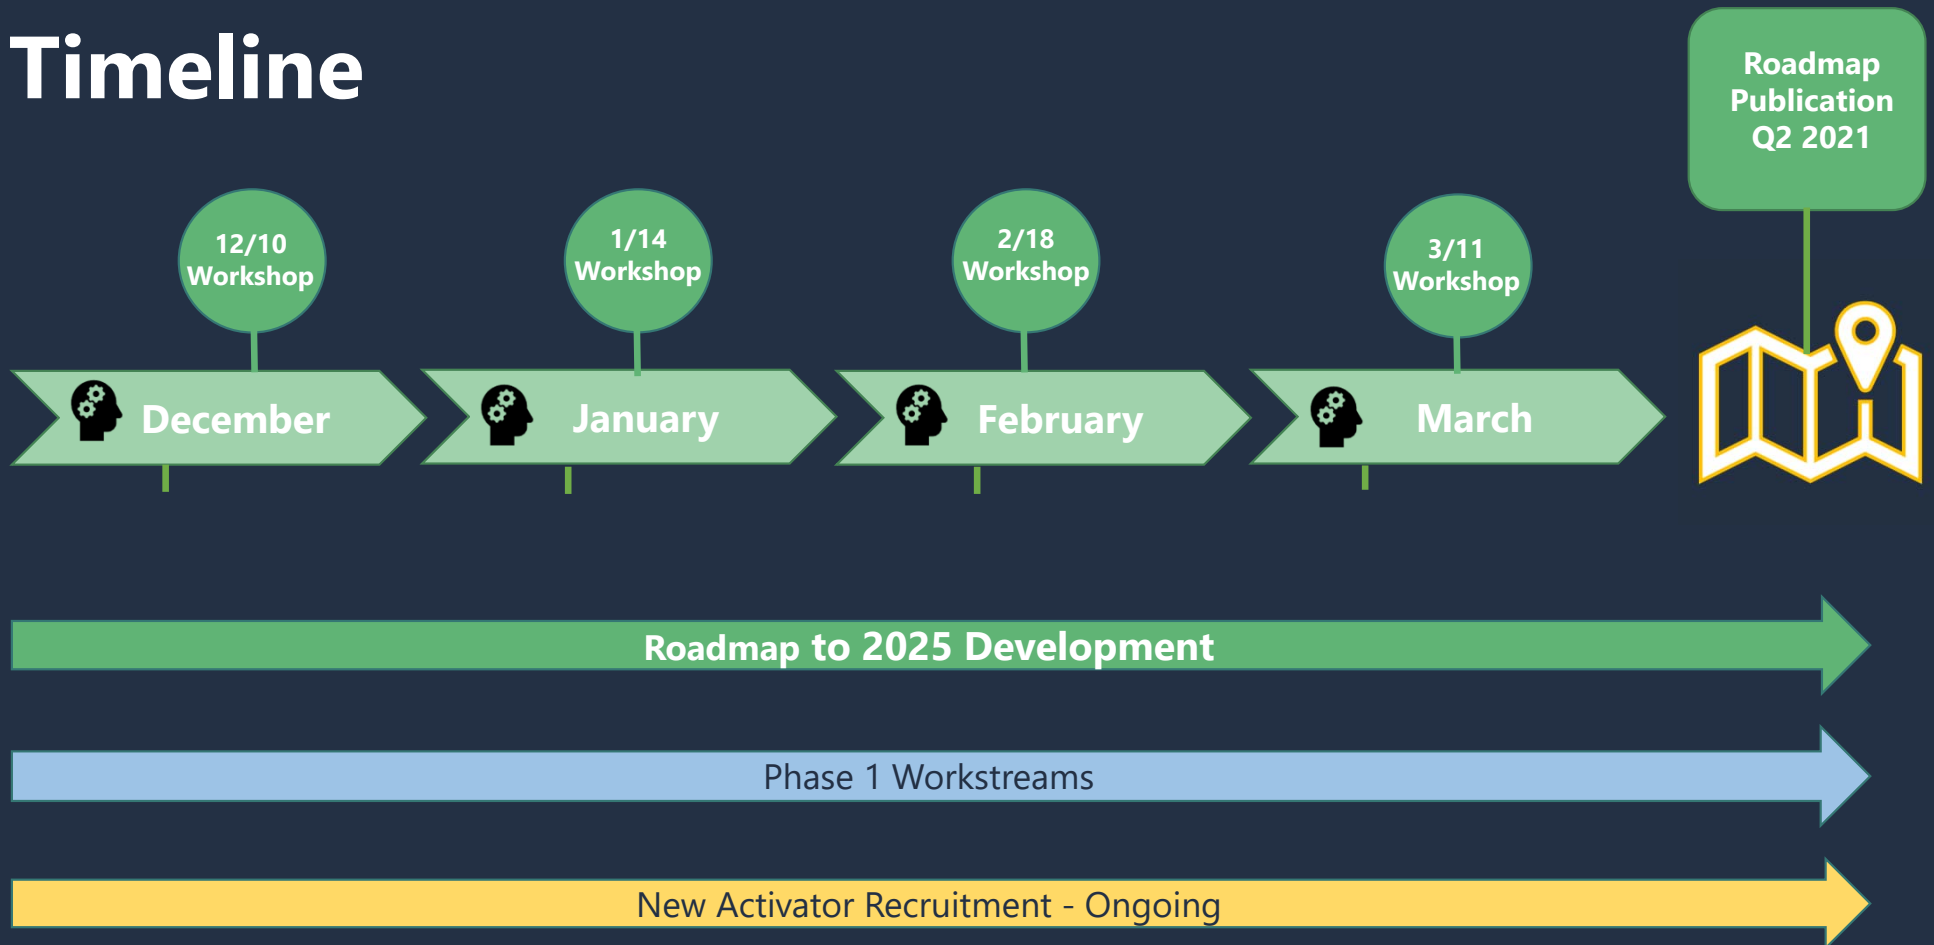 Timeline
Roadmap
Publication
Q2 2021
12/10
Workshop
1/14
Workshop
2/18
Workshop
3/11
Workshop
December
January
February
March
Roadmap to 2025 Development
Phase 1 Workstreams
New Activator Recruitment - Ongoing